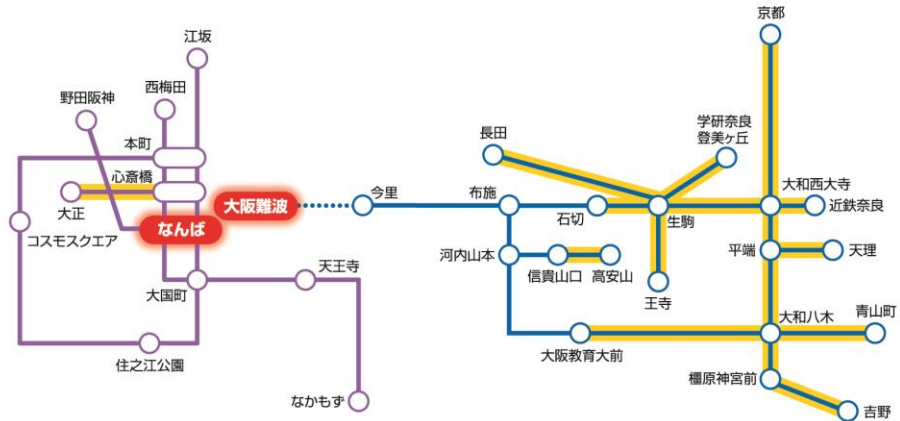 京都
江坂
西梅田
野田阪神
学研奈良
登美ヶ丘
長田
本町
心斎橋
大正
大阪難波
今里
布施
石切
生駒
大和西大寺
近鉄奈良
なんば
コスモスクエア
河内山本
信貴山口
高安山
平端
天理
天王寺
王寺
大国町
大和八木
青山町
大阪教育大前
住之江公園
橿原神宮前
なかもず
吉野